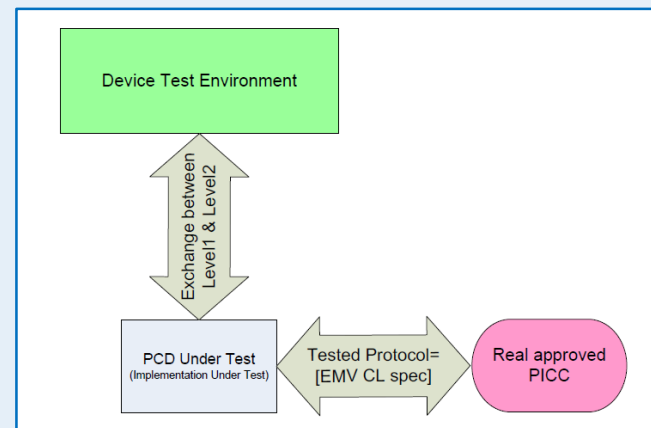 Device Test Environment
Exchange between
Level1 & Level2
PCD Under Test
(Implementation Under Test)
Tested Protocol=
[EMV CL spec]
Real approved
PICC